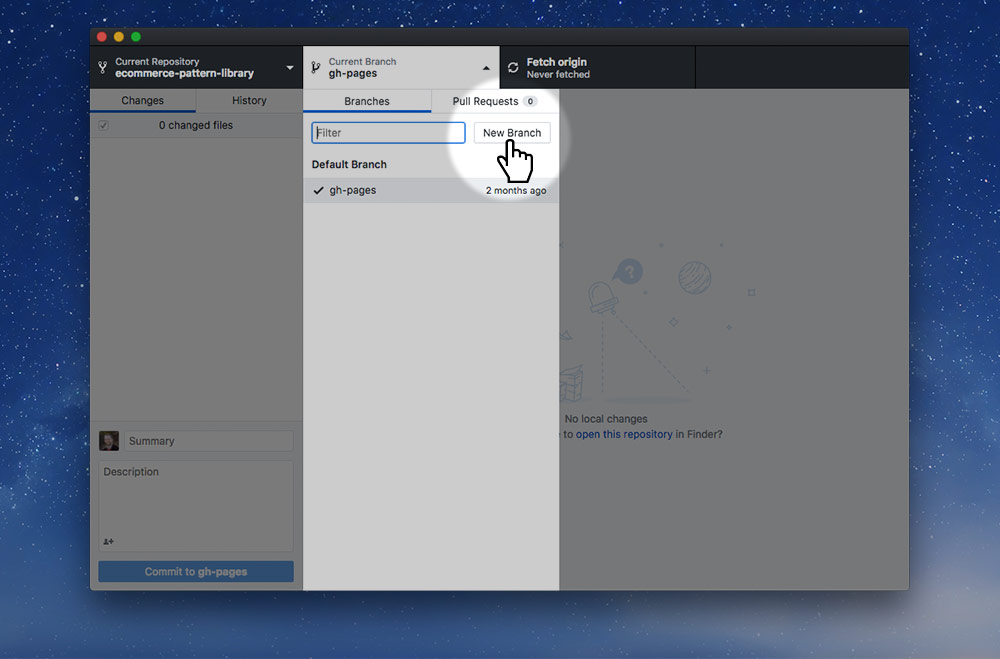 Current Repository
ecommerce-pattern-library
Current Branch
gh-pages
Fetch origin
Never fetched
Changes
History
Branches
Pull Requests 0
0 changed files
Filter
New Branch
Default Branch
gh-pages
2 months ago
?
No local changes
to open this repository in Finder?
Summary
Description
Commit to gh-pages